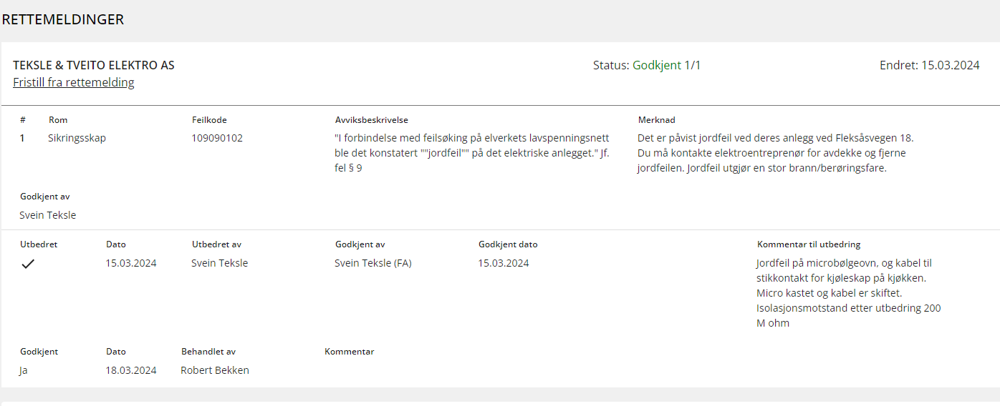 RETTEMELDINGER
TEKSLE & TVEITO ELEKTRO AS
Status: Godkjent 1/1
Endret: 15.03.2024
Fristill fra rettemelding
# Rom Feilkode Avviksbeskrivelse Merknad
1 Sikringsskap 109090102 "I forbindelse med feilsøking på elverkets lavspenningsnett Det er påvist jordfeil ved deres anlegg ved Fleksåsvegen 18.
ble det konstatert ""jordfeil"" på det elektriske anlegget." Jf. Du må kontakte elektroentreprenør for avdekke og fjerne
fel § 9 jordfeilen. Jordfeil utgjør en stor brann/berøringsfare.
Godkjent av
Svein Teksle
Utbedret Dato Utbedret av Godkjent av Godkjent dato Kommentar til utbedring
✓ 15.03.2024 Svein Teksle Svein Teksle (FA) 15.03.2024 Jordfeil på microbølgeovn, og kabel til
stikkontakt for kjøleskap på kjøkken.
Micro kastet og kabel er skiftet.
Isolasjonsmotstand etter utbedring 200
M ohm
Godkjent Dato Behandlet av Kommentar
Ja 18.03.2024 Robert Bekken